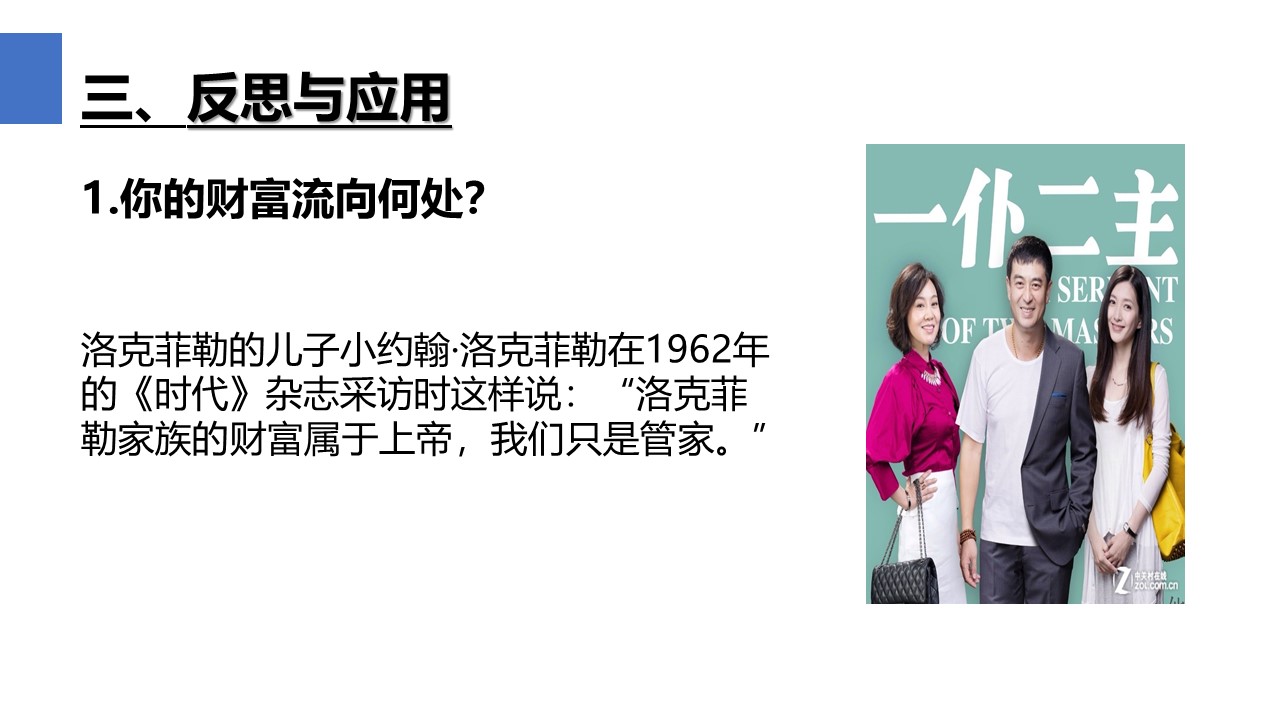 三、反思与应用
1.你的财富流向何处?
洛克菲勒的儿子小约翰·洛克菲勒在1962年
的《时代》杂志采访时这样说：“洛克菲
勒家族的财富属于上帝，我们只是管家。”
一仆二主
SER NT
OF TW MAS RS
中关村在线
zol.com.cn